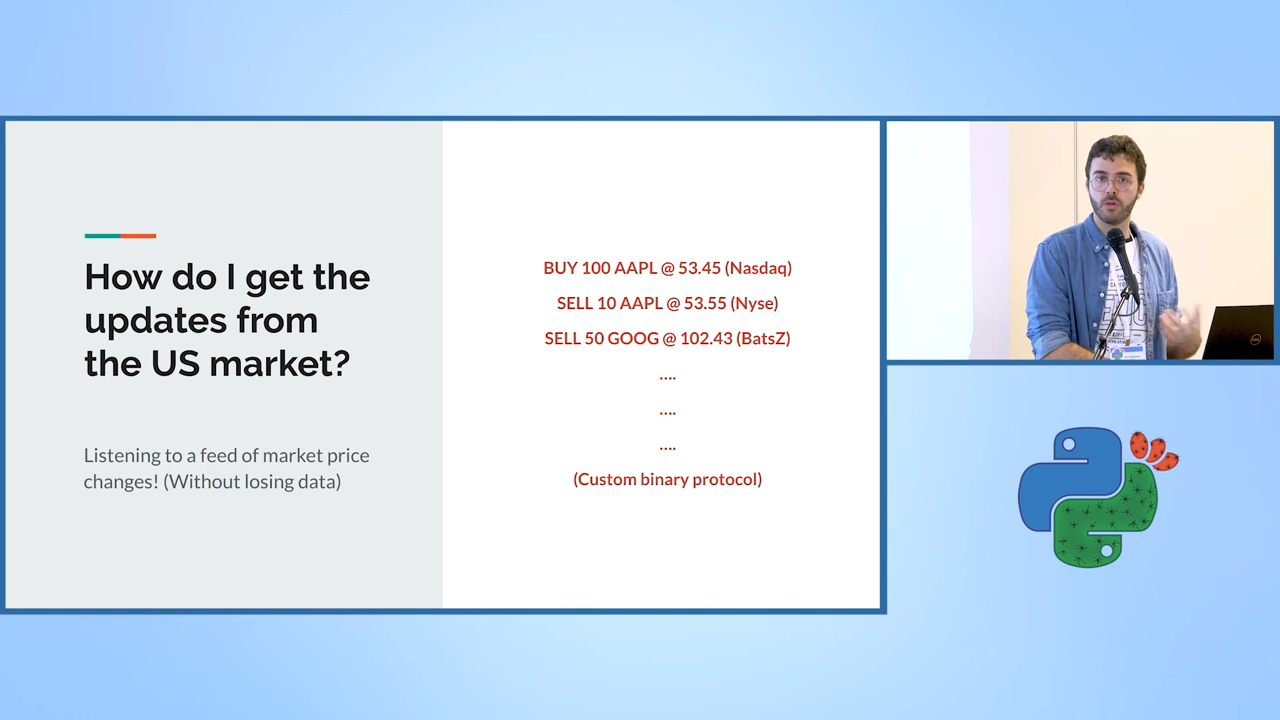 How do I get the
updates from
the US market?
Listening to a feed of market price
changes! (Without losing data)
BUY 100 AAPL @ 53.45 (Nasdaq)
SELL 10 AAPL @ 53.55 (Nyse)
SELL 50 GOOG @ 102.43 (BatsZ)
....
....
....
(Custom binary protocol)